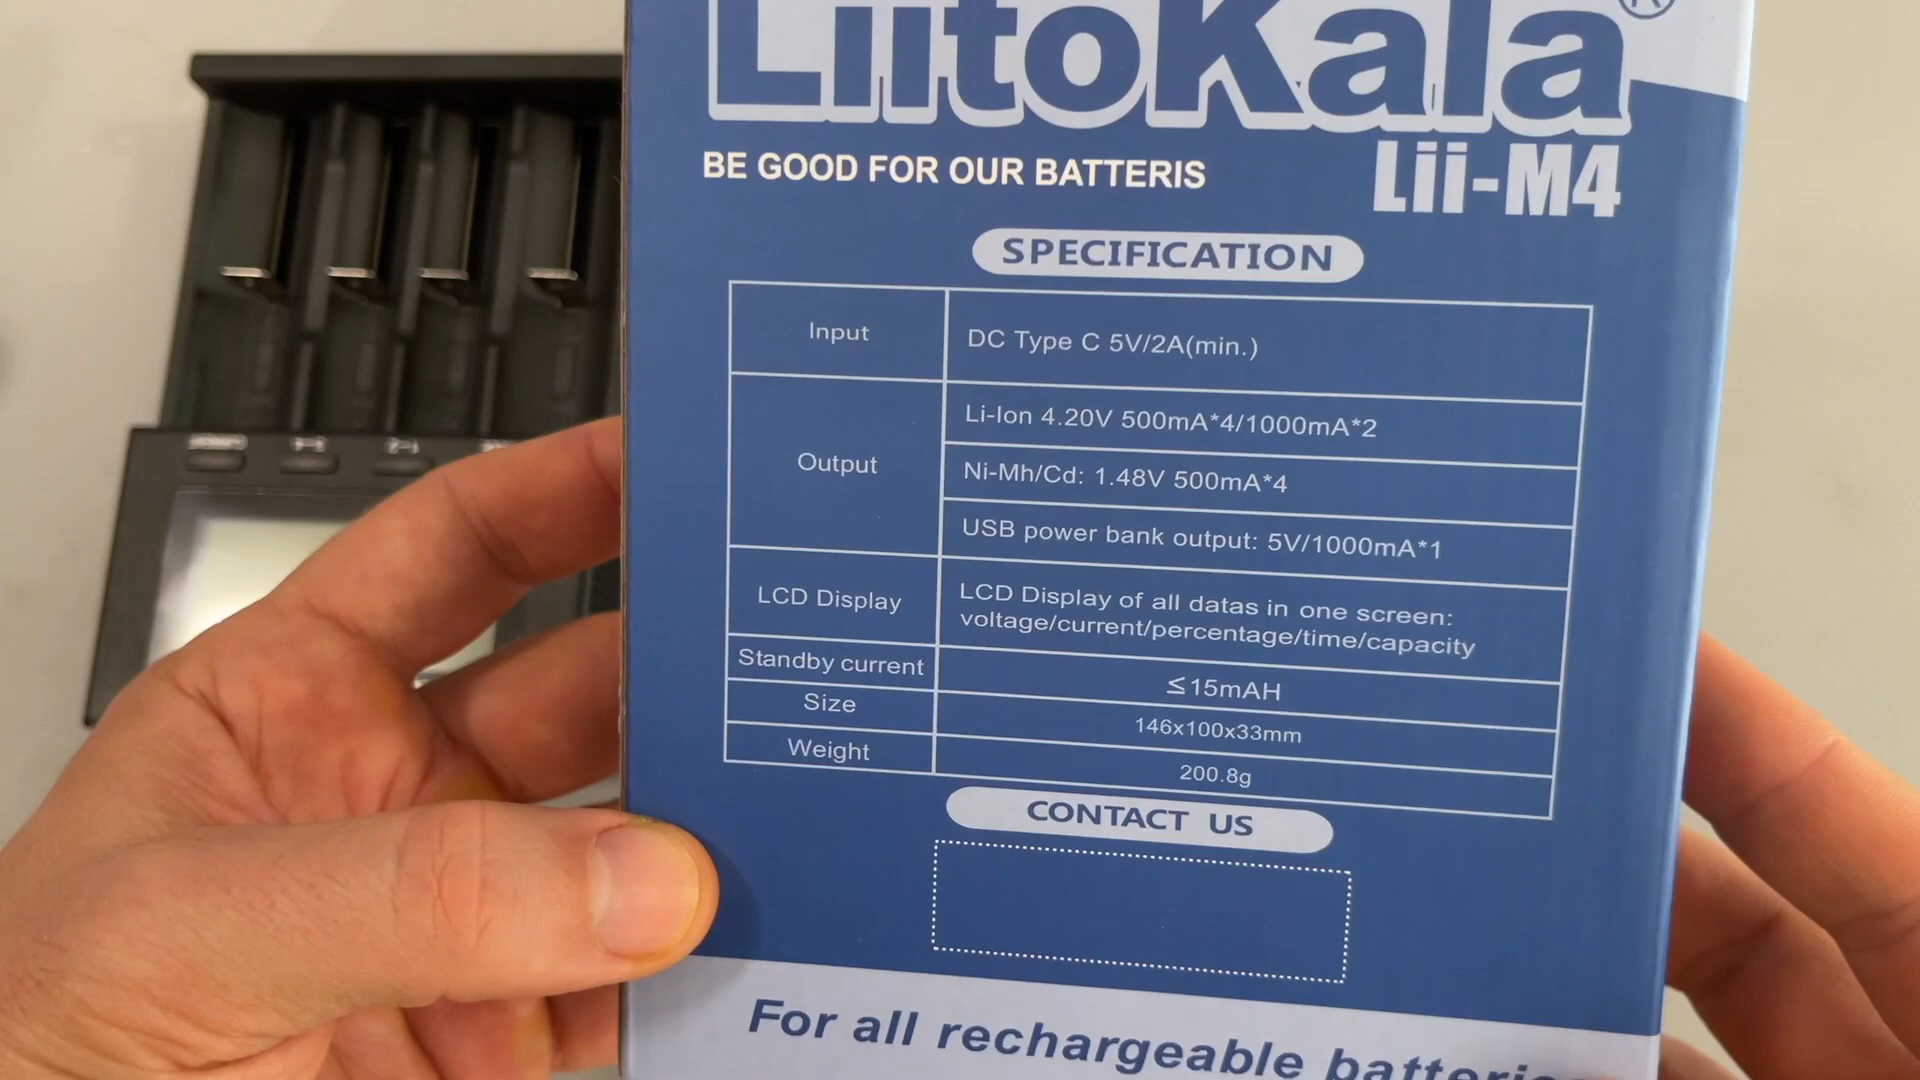 LiitoKala®
BE GOOD FOR OUR BATTERIS
Lii-M4
SPECIFICATION
Input
DC Type C 5V/2A(min.)
Output
Li-Ion 4.20V 500mA*4/1000mA*2
Ni-Mh/Cd: 1.48V 500mA*4
USB power bank output: 5V/1000mA*1
LCD Display
LCD Display of all datas in one screen:
voltage/current/percentage/time/capacity
Standby current
≤15mAH
Size
146x100x33mm
Weight
200.8g
CONTACT US
For all rechargeable batteries